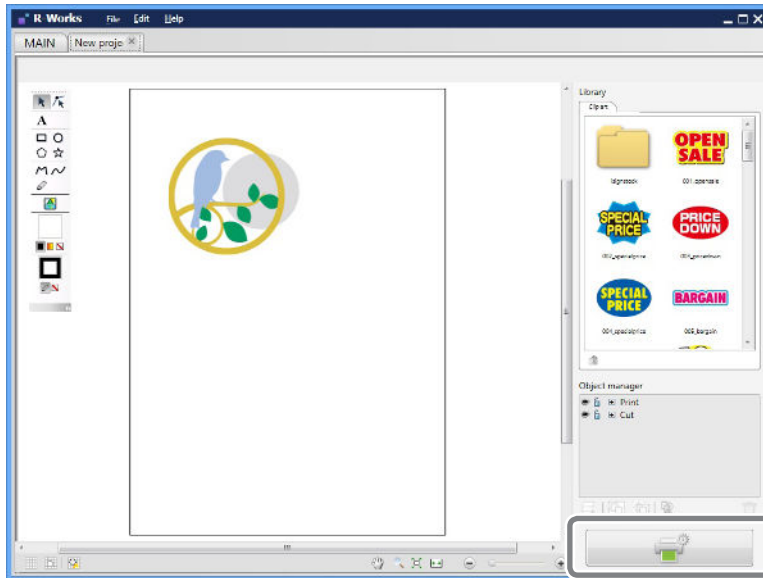 R-Works File Edit Help
MAIN New proje
Library
Clipart
OPEN SALE
SPECIAL PRICE
PRICE DOWN
SPECIAL PRICE
BARGAIN
005_bargain
Object manager
Print
Cut
A